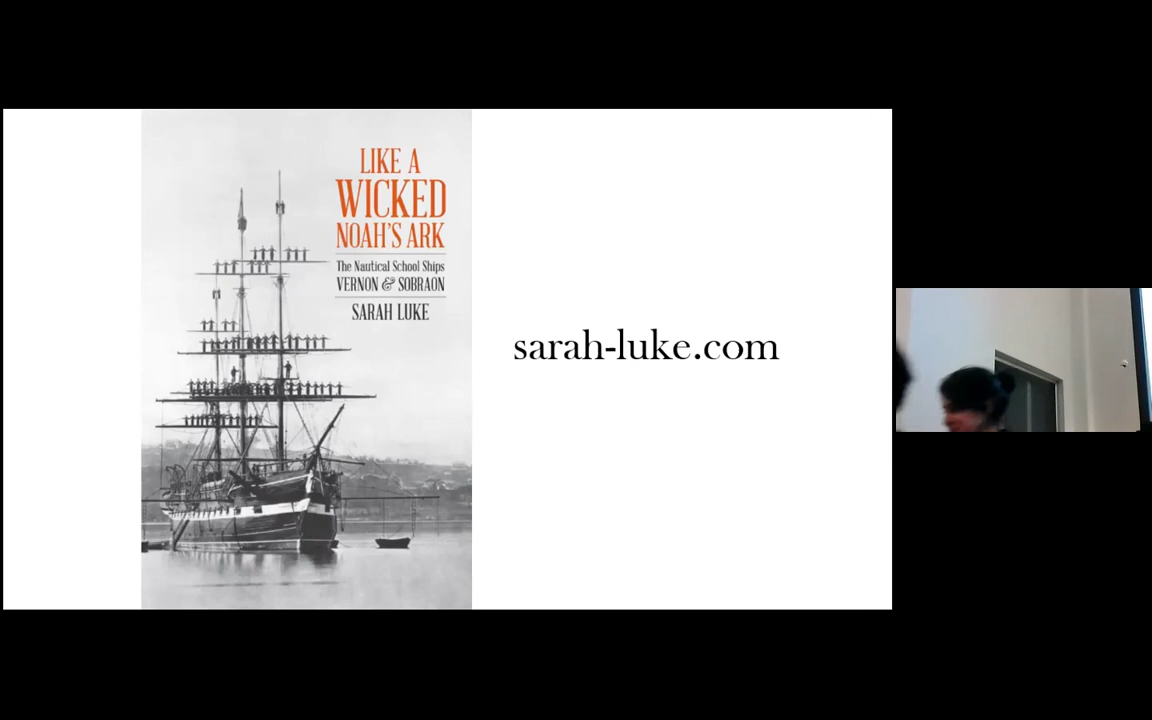 LIKE A
WICKED
NOAH'S ARK
The Nautical School Ships
VERNON & SOBRAON
SARAH LUKE
sarah-luke.com